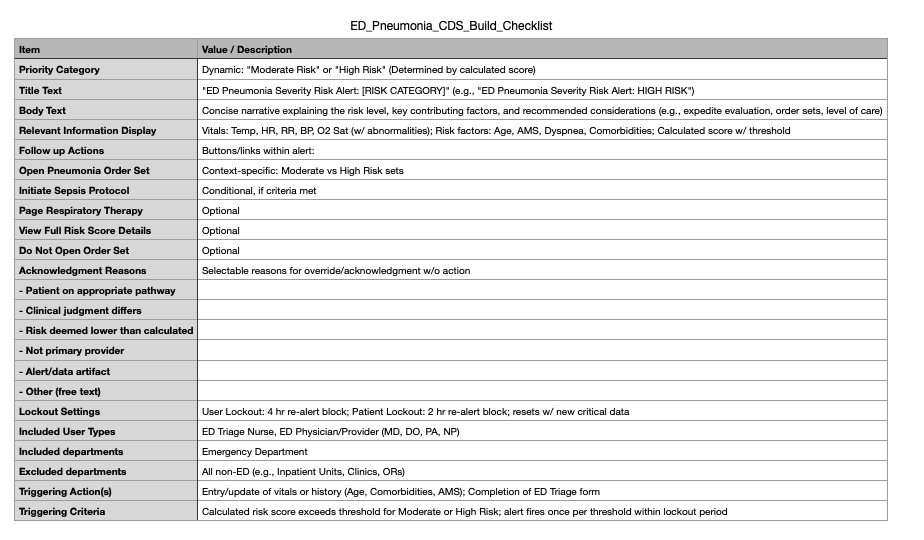 ED_Pneumonia_CDS_Build_Checklist
Item Value / Description
Priority Category Dynamic: "Moderate Risk" or "High Risk" (Determined by calculated score)
Title Text "ED Pneumonia Severity Risk Alert: [RISK CATEGORY]" (e.g., "ED Pneumonia Severity Risk Alert: HIGH RISK")
Body Text Concise narrative explaining the risk level, key contributing factors, and recommended considerations (e.g., expedite evaluation, order sets, level of care)
Relevant Information Display Vitals: Temp, HR, RR, BP, O2 Sat (w/ abnormalities); Risk factors: Age, AMS, Dyspnea, Comorbidities; Calculated score w/ threshold
Follow up Actions Buttons/links within alert:
Open Pneumonia Order Set Context-specific: Moderate vs High Risk sets
Initiate Sepsis Protocol Conditional, if criteria met
Page Respiratory Therapy Optional
View Full Risk Score Details Optional
Do Not Open Order Set Optional
Acknowledgment Reasons Selectable reasons for override/acknowledgment w/o action
- Patient on appropriate pathway
- Clinical judgment differs
- Risk deemed lower than calculated
- Not primary provider
- Alert/data artifact
- Other (free text)
Lockout Settings User Lockout: 4 hr re-alert block; Patient Lockout: 2 hr re-alert block; resets w/ new critical data
Included User Types ED Triage Nurse, ED Physician/Provider (MD, DO, PA, NP)
Included departments Emergency Department
Excluded departments All non-ED (e.g., Inpatient Units, Clinics, ORs)
Triggering Action(s) Entry/update of vitals or history (Age, Comorbidities, AMS); Completion of ED Triage form
Triggering Criteria Calculated risk score exceeds threshold for Moderate or High Risk; alert fires once per threshold within lockout period